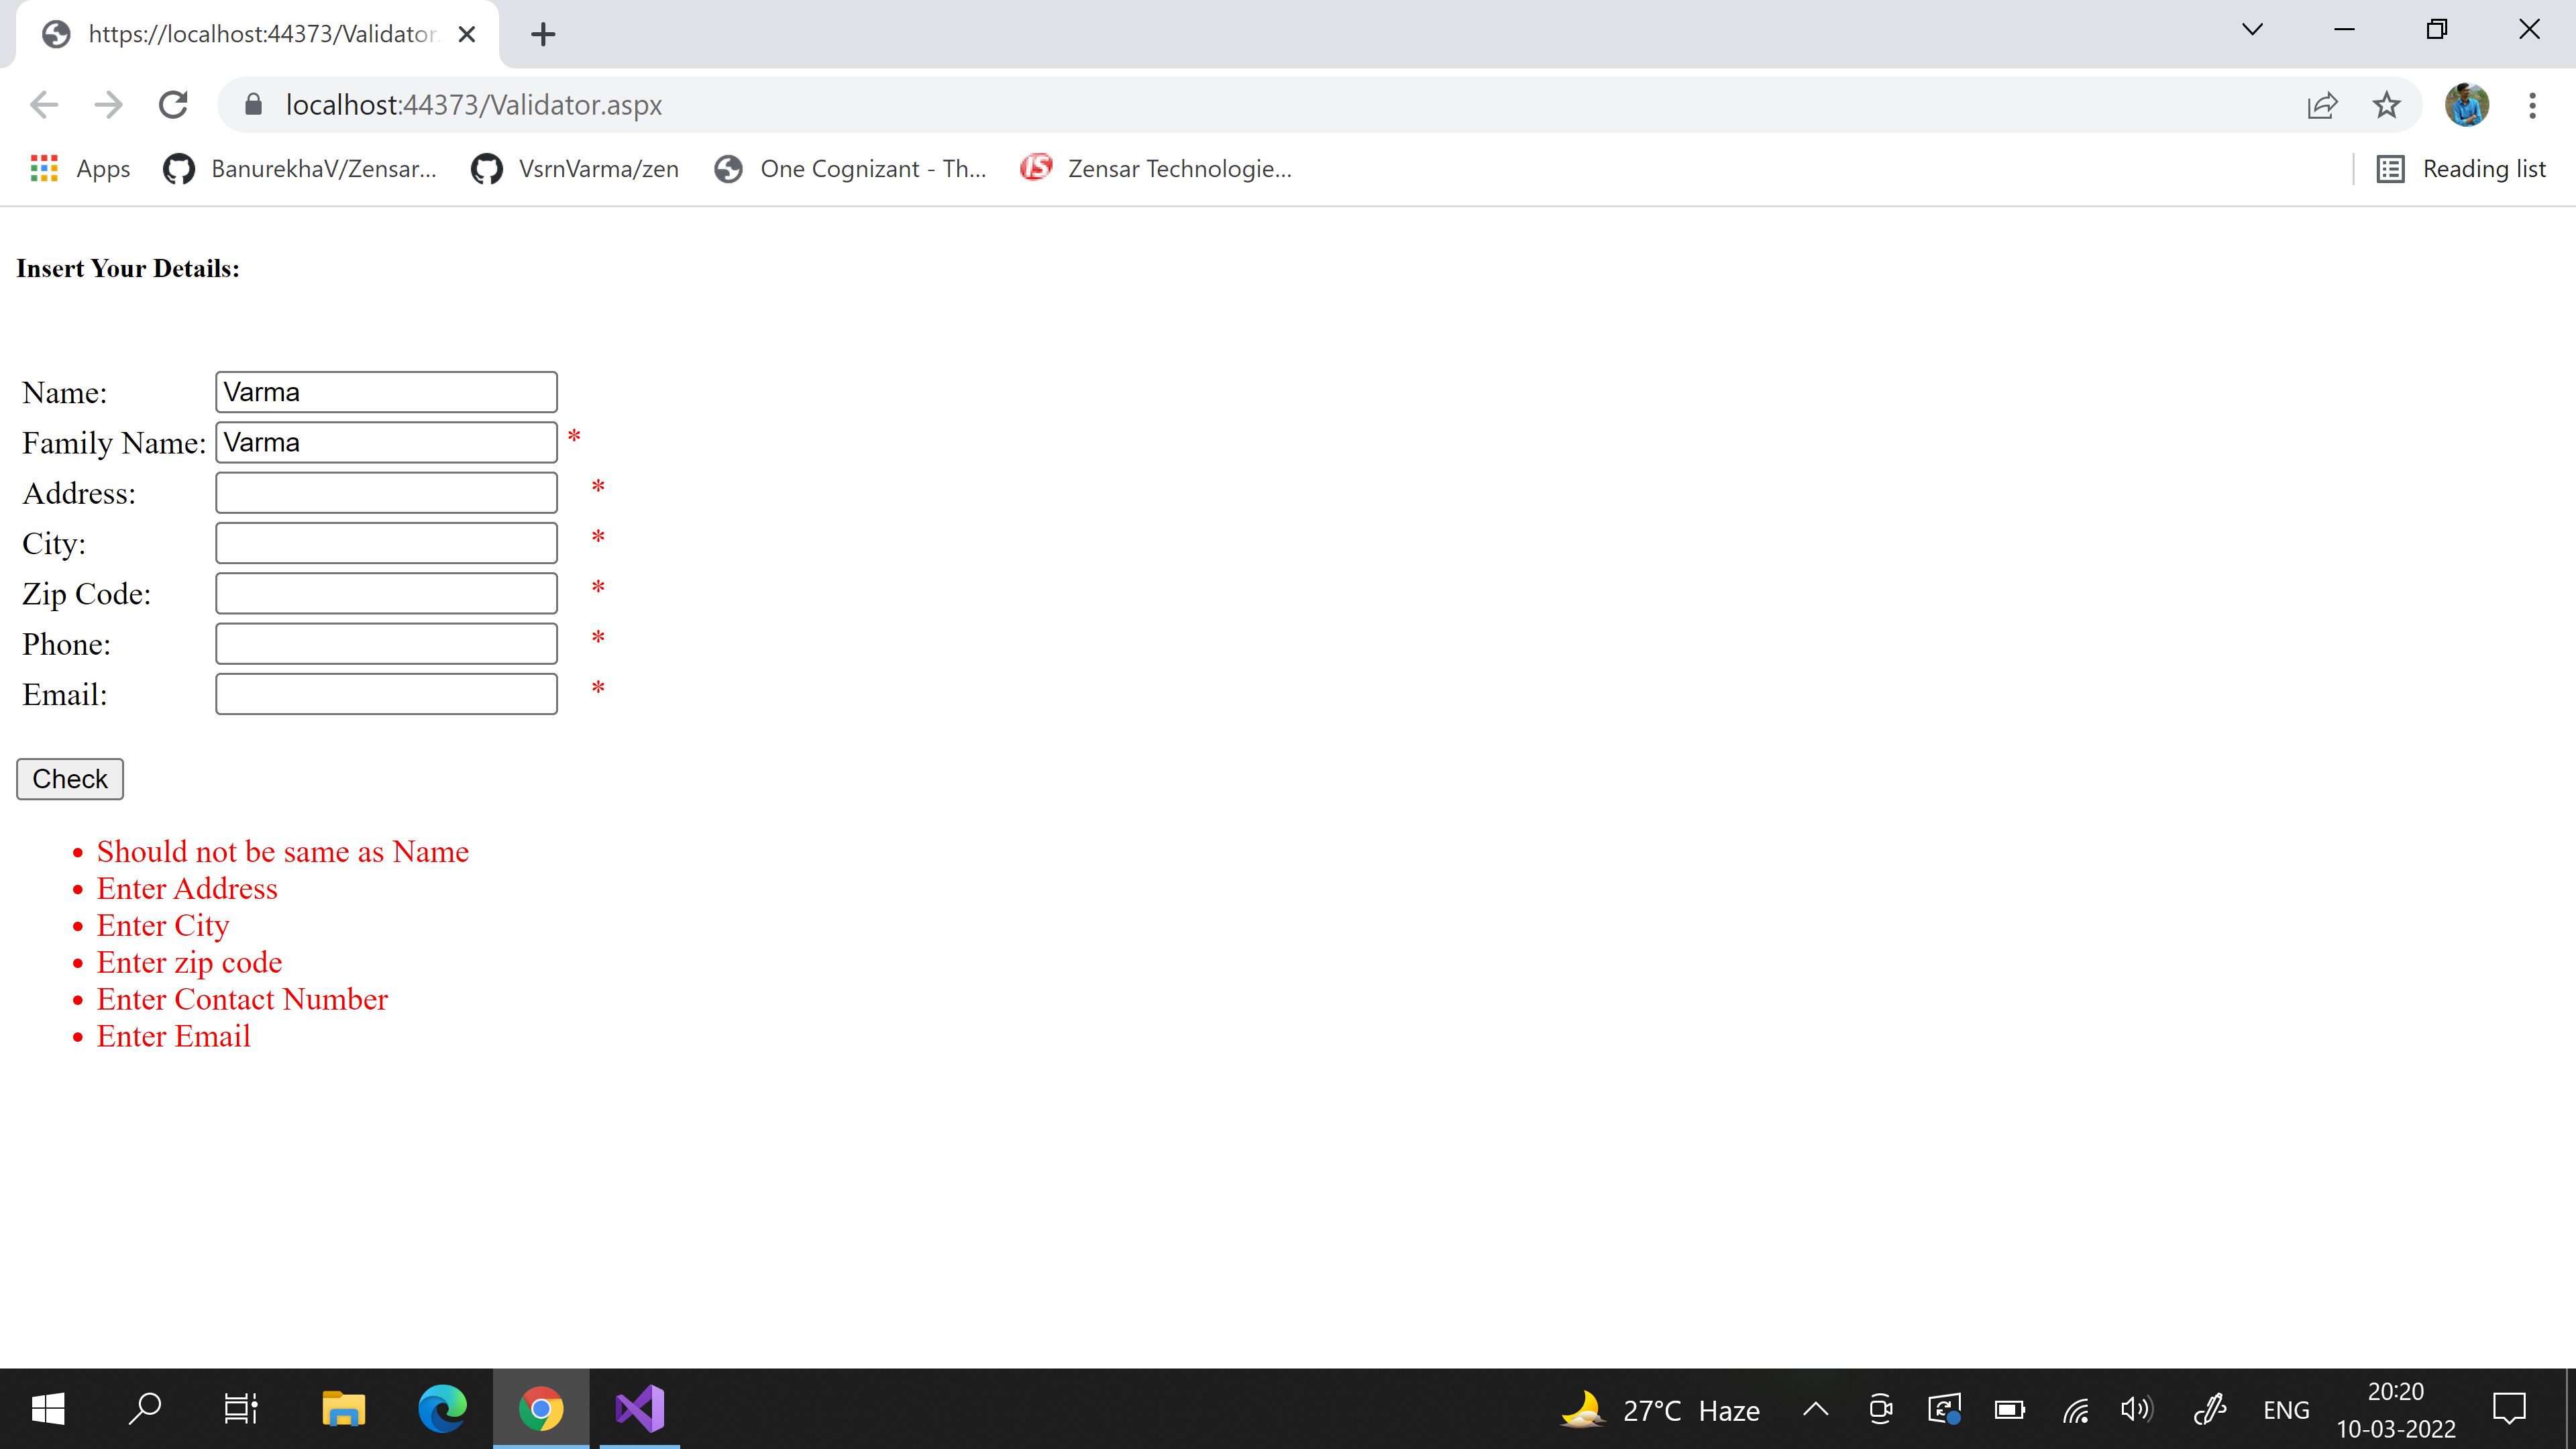 https://localhost:44373/Validator.
localhost:44373/Validator.aspx
Apps BanurekhaV/Zensar... VsrnVarma/zen One Cognizant - Th... Zensar Technologie... Reading list
Insert Your Details:
Name: Varma
Family Name: Varma *
Address: *
City: *
Zip Code: *
Phone: *
Email: *
Check
• Should not be same as Name
• Enter Address
• Enter City
• Enter zip code
• Enter Contact Number
• Enter Email
27°C Haze ENG 20:20
10-03-2022